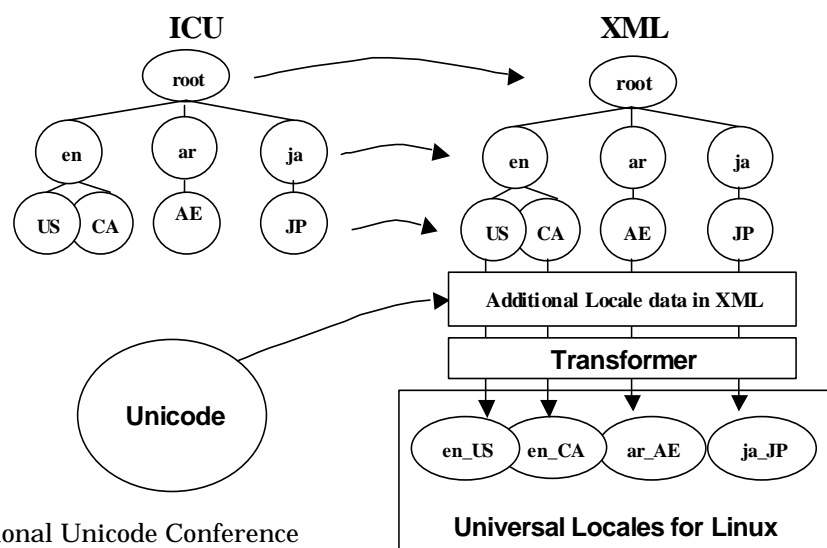 ICU XML
root root
en ar ja en ar ja
US CA AE JP US CA AE JP
Additional Locale data in XML
Transformer
Unicode
en_US en_CA ar_AE ja_JP
Universal Locales for Linux
Unicode Conference